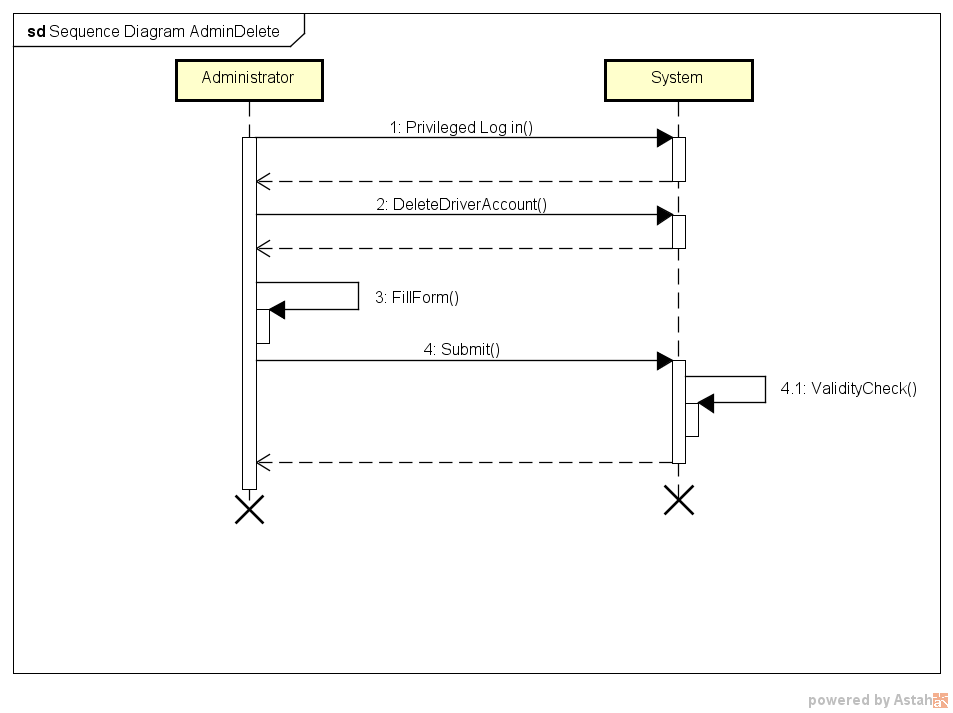 sd Sequence Diagram AdminDelete
Administrator
System
1: Privileged Log in()
2: DeleteDriverAccount()
3: FillForm()
4: Submit()
4.1: ValidityCheck()
powered by Astah